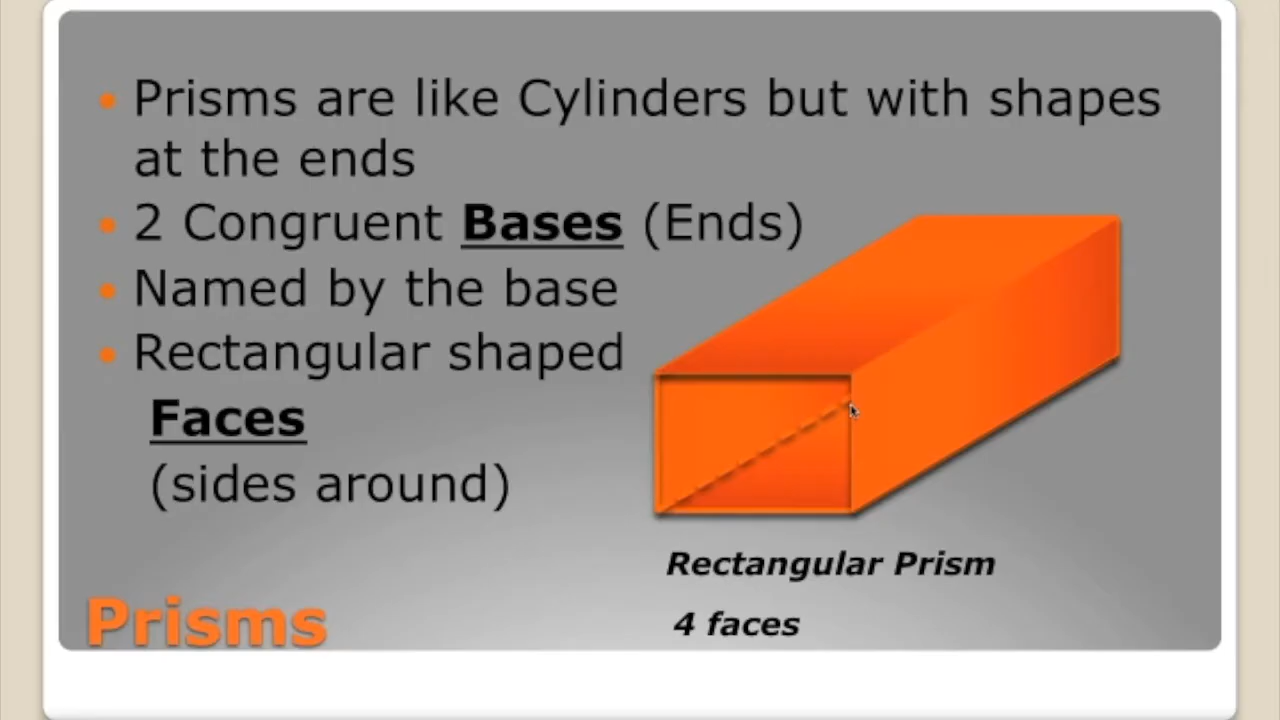 Prisms are like Cylinders but with shapes
at the ends
2 Congruent Bases (Ends)
Named by the base
Rectangular shaped
Faces
(sides around)
Rectangular Prism
4 faces
Prisms